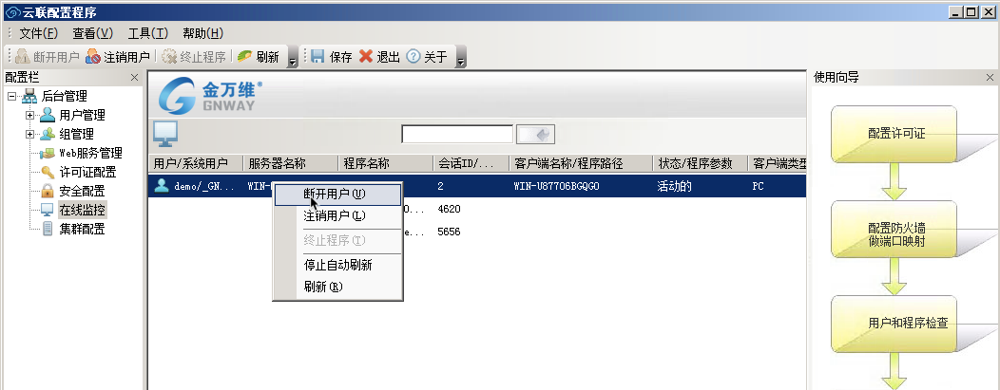 云联配置程序
文件(F) 查看(V) 工具(T) 帮助(H)
断开用户 注销用户 终止程序 刷新 保存 退出 关于
配置栏
后台管理
用户管理
组管理
Web服务管理
许可证配置
安全配置
在线监控
集群配置
金万维®
GNWAY
用户/系统用户 服务器名称 程序名称 会话ID/... 客户端名称/程序路径 状态/程序参数 客户端类型
demo/_GN... WIN- 2 WIN-U87706BGQGO 活动的 PC
O... 4620
e... 5656
断开用户(U)
注销用户(L)
终止程序(T)
停止自动刷新
刷新(R)
使用向导
配置许可证
配置防火墙
做端口映射
用户和程序检查